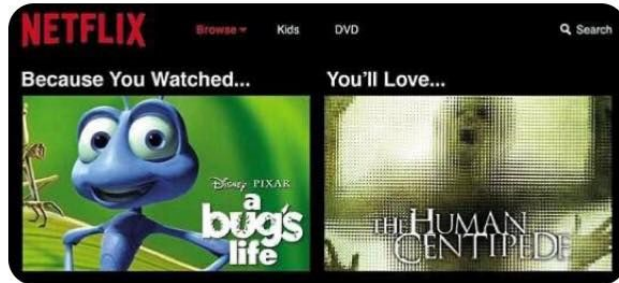 NETFLIX Browse Kids DVD Search
Because You Watched... You'll Love...
DISNEY PIXAR
a
bug's
life
THE HUMAN
CENTIPEDE